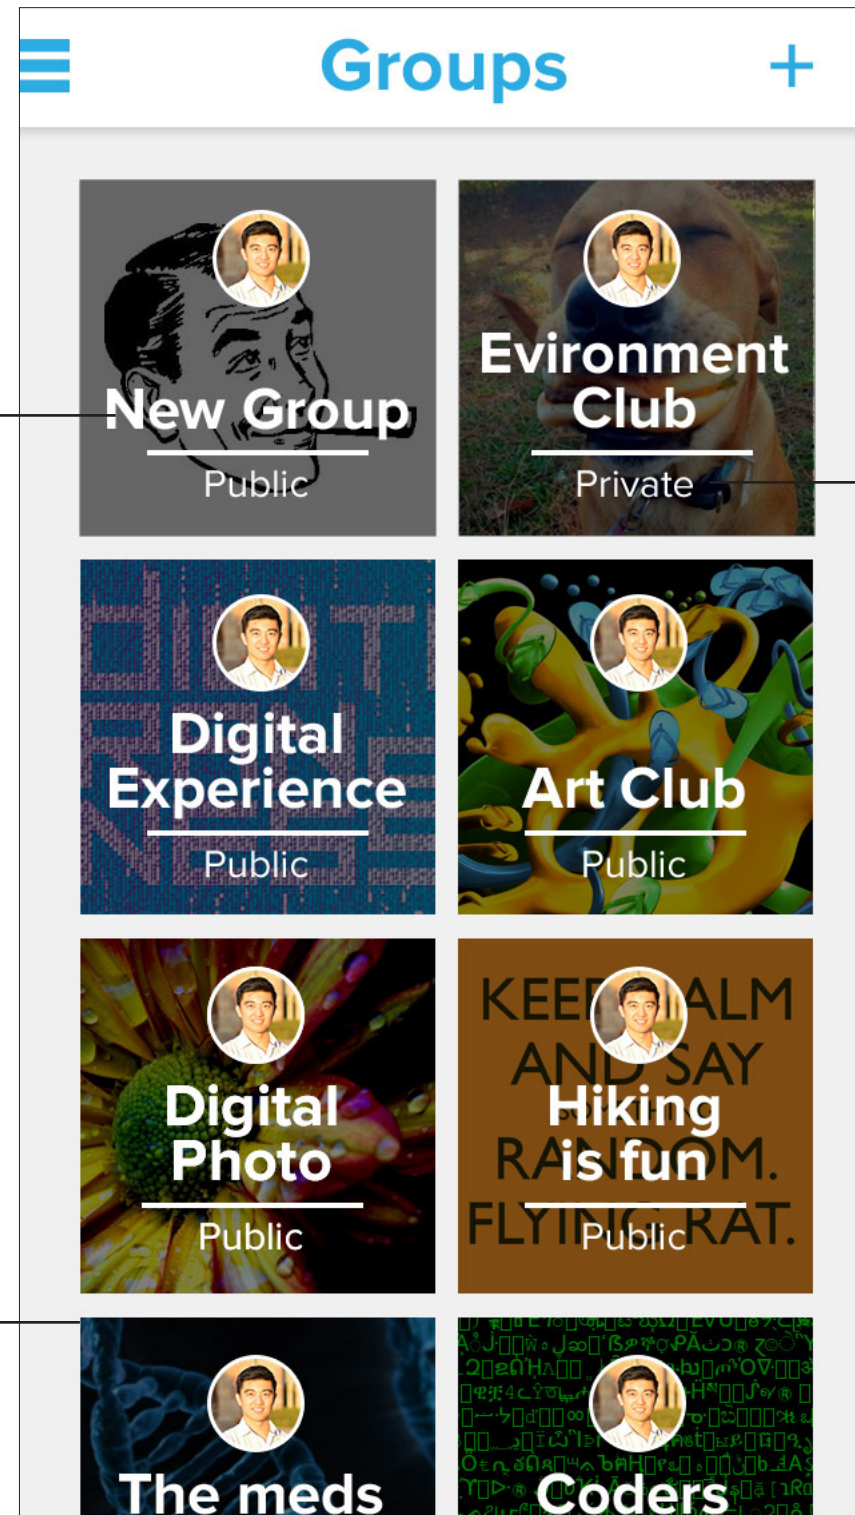 Groups
New Group
Public
Evironment
Club
Private
Digital
Experience
Public
Art Club
Public
Digital
Photo
Public
KEEP CALM
AND SAY
RANDOM.
FLYING RAT.
Hiking
is fun
Public
The meds
Coders